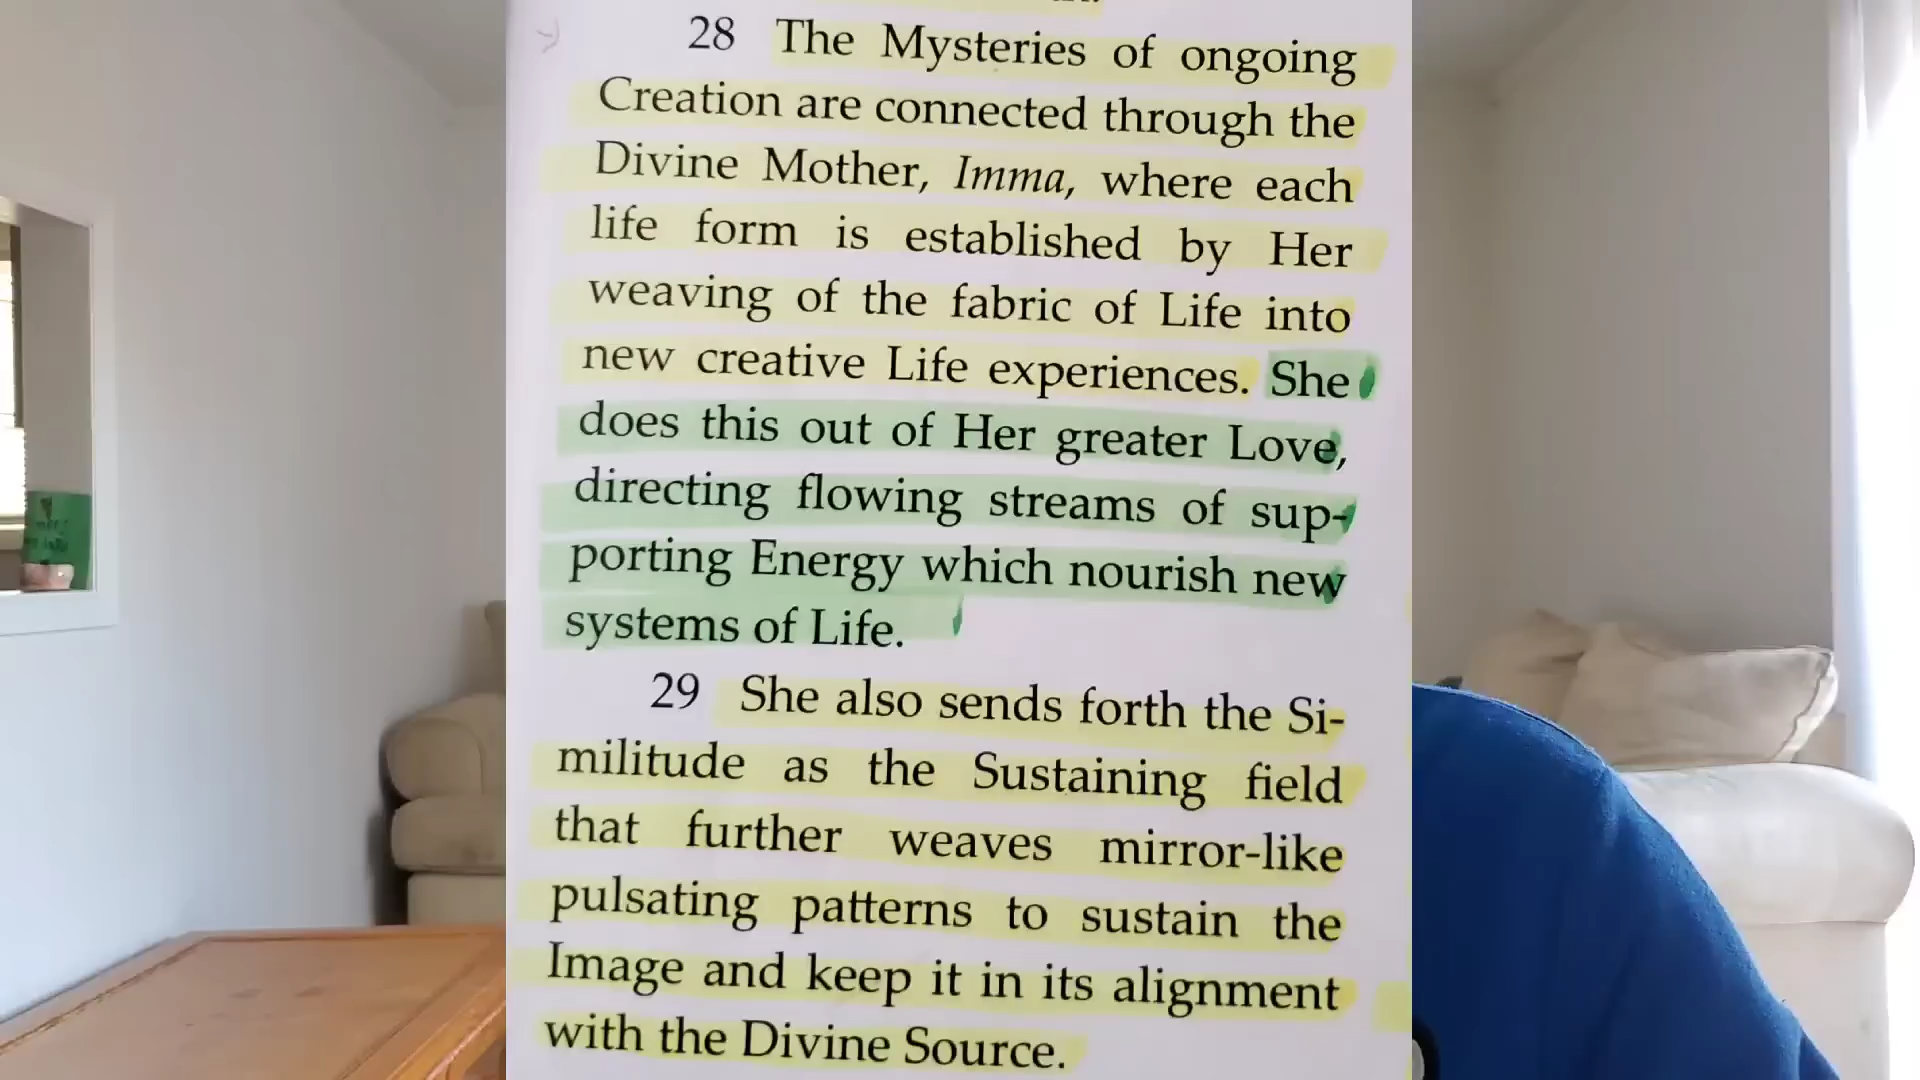 28 The Mysteries of ongoing
Creation are connected through the
Divine Mother, Imma, where each
life form is established by Her
weaving of the fabric of Life into
new creative Life experiences. She
does this out of Her greater Love,
directing flowing streams of sup-
porting Energy which nourish new
systems of Life.
29 She also sends forth the Si-
militude as the Sustaining field
that further weaves mirror-like
pulsating patterns to sustain the
Image and keep it in its alignment
with the Divine Source.